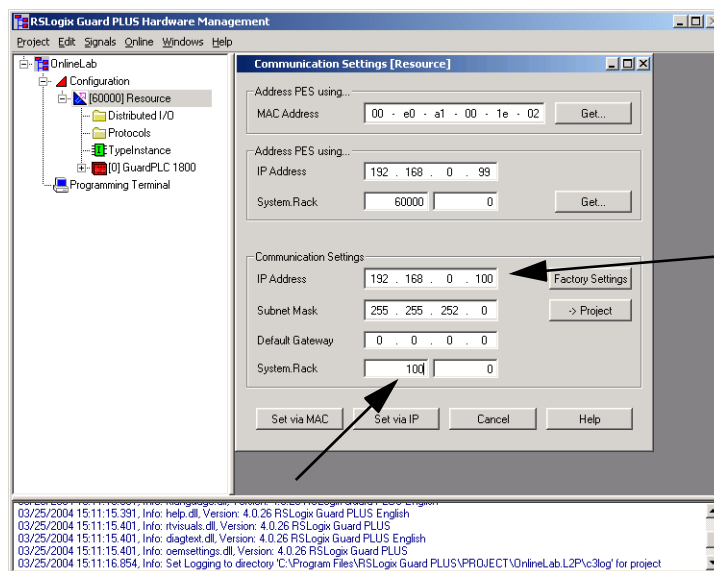 RSLogix Guard PLUS Hardware Management
Project Edit Signals Online Windows Help
OnlineLab
Configuration
[60000] Resource
Distributed I/O
Protocols
TypeInstance
[0] GuardPLC 1800
Programming Terminal
Communication Settings [Resource]
Address PES using...
MAC Address 00 - e0 - a1 - 00 - 1e - 02 Get...
Address PES using...
IP Address 192 . 168 . 0 . 99
System.Rack 60000 0 Get...
Communication Settings
IP Address 192 . 168 . 0 . 100 Factory Settings
Subnet Mask 255 . 255 . 252 . 0 -> Project
Default Gateway 0 . 0 . 0 . 0
System.Rack 100 0
Set via MAC Set via IP Cancel Help
03/25/2004 15:11:15.391, Info: help.dll, Version: 4.0.26 RSLogix Guard PLUS English
03/25/2004 15:11:15.401, Info: rtvisuals.dll, Version: 4.0.26 RSLogix Guard PLUS
03/25/2004 15:11:15.401, Info: diagtext.dll, Version: 4.0.26 RSLogix Guard PLUS English
03/25/2004 15:11:15.401, Info: oemsettings.dll, Version: 4.0.26 RSLogix Guard PLUS
03/25/2004 15:11:16.854, Info: Set Logging to directory 'C:\Program Files\RSLogix Guard PLUS\PROJECT\OnlineLab.L2P\c3log' for project